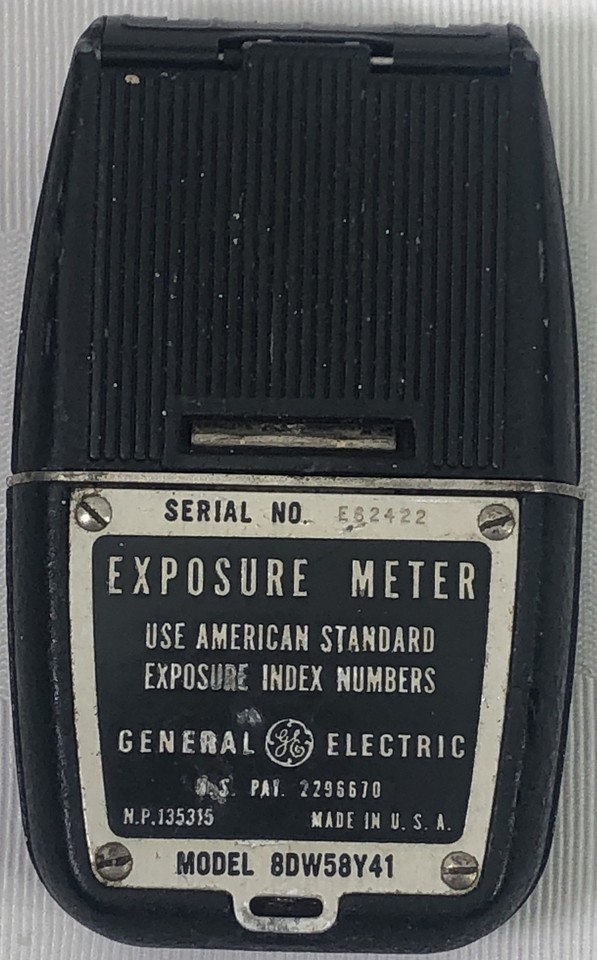 SERIAL NO. E62422
EXPOSURE METER
USE AMERICAN STANDARD
EXPOSURE INDEX NUMBERS
GENERAL GE ELECTRIC
U.S. PAT. 2296670
N.P.135315 MADE IN U.S.A.
MODEL 8DW58Y41